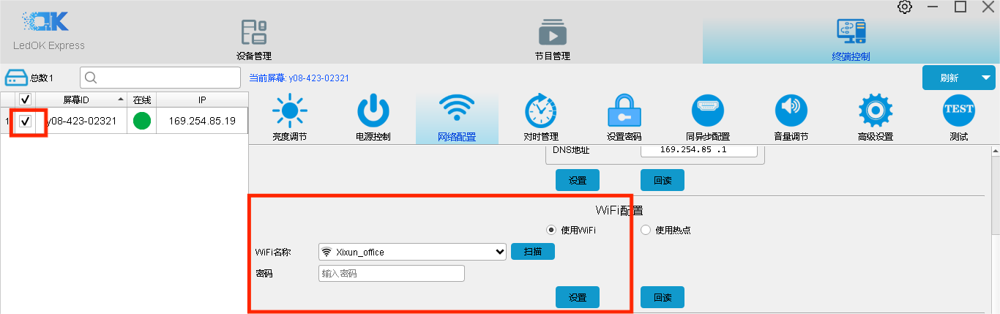 OK
LedOK Express
设备管理
节目管理
终端控制
总数1
当前屏幕: y08-423-02321
刷新
屏幕ID 在线 IP
1 y08-423-02321 169.254.85.19
亮度调节
电源控制
网络配置
对时管理
设置密码
同异步配置
音量调节
高级设置
TEST
测试
DNS地址 169.254.85 .1
设置 回读
WiFi配置
使用WiFi 使用热点
WiFi名称 Xixun_office 扫描
密码 输入密码
设置 回读